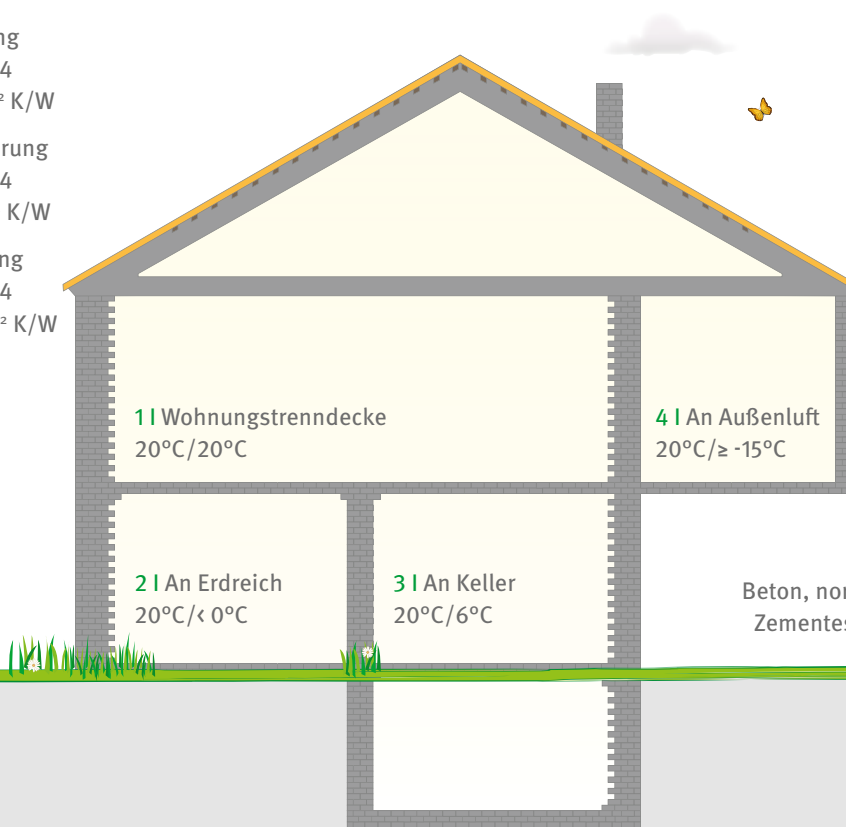 ng
4
² K/W
rung
4
K/W
ng
4
² K/W
1 I Wohnungstrenndecke
20°C/20°C
4 I An Außenluft
20°C/≥ -15°C
2 I An Erdreich
20°C/< 0°C
3 I An Keller
20°C/6°C
Beton, nor
Zementes